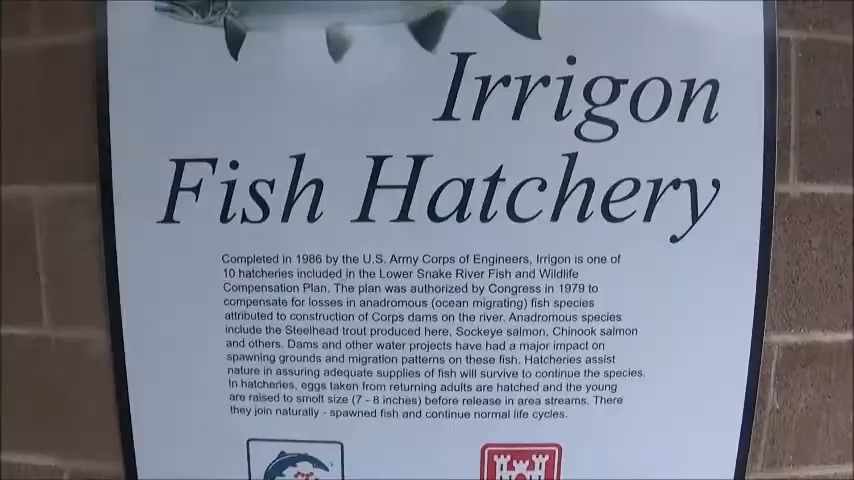 Irrigon
Fish Hatchery
Completed in 1986 by the U.S. Army Corps of Engineers, Irrigon is one of
10 hatcheries included in the Lower Snake River Fish and Wildlife
Compensation Plan. The plan was authorized by Congress in 1979 to
compensate for losses in anadromous (ocean migrating) fish species
attributed to construction of Corps dams on the river. Anadromous species
include the Steelhead trout produced here, Sockeye salmon, Chinook salmon
and others. Dams and other water projects have had a major impact on
spawning grounds and migration patterns on these fish. Hatcheries assist
nature in assuring adequate supplies of fish will survive to continue the species.
In hatcheries, eggs taken from returning adults are hatched and the young
are raised to smolt size (7 - 8 inches) before release in area streams. There
they join naturally - spawned fish and continue normal life cycles.